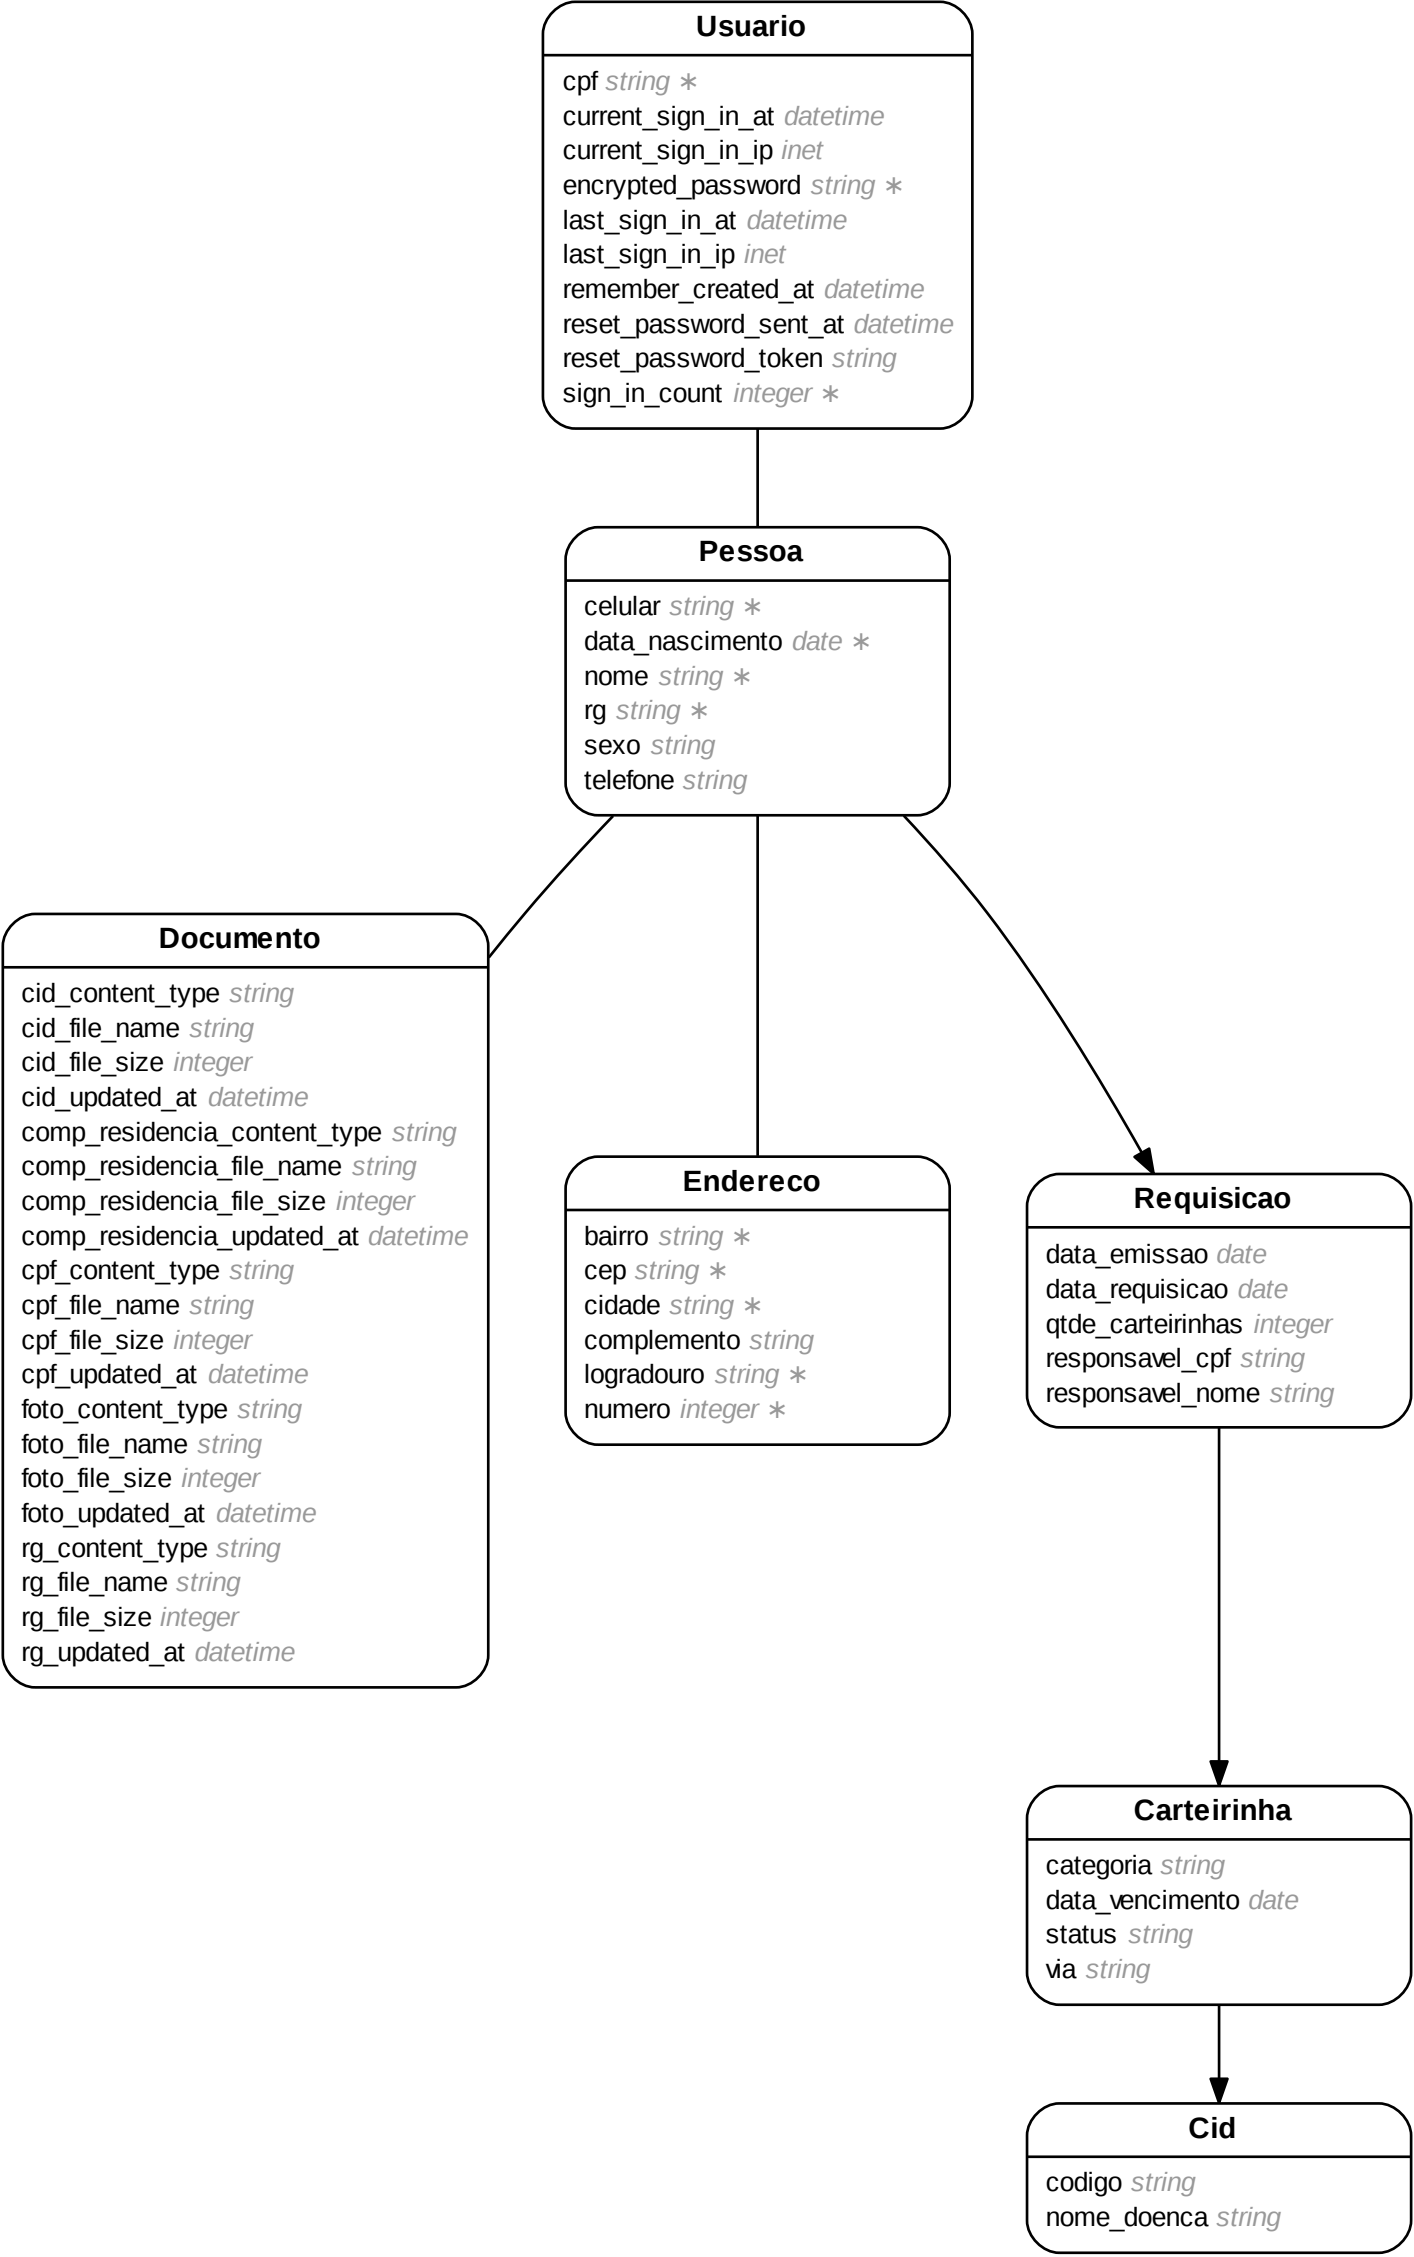 Usuario
cpf string ∗
current_sign_in_at datetime
current_sign_in_ip inet
encrypted_password string ∗
last_sign_in_at datetime
last_sign_in_ip inet
remember_created_at datetime
reset_password_sent_at datetime
reset_password_token string
sign_in_count integer ∗
Pessoa
celular string ∗
data_nascimento date ∗
nome string ∗
rg string ∗
sexo string
telefone string
Documento
cid_content_type string
cid_file_name string
cid_file_size integer
cid_updated_at datetime
comp_residencia_content_type string
comp_residencia_file_name string
comp_residencia_file_size integer
comp_residencia_updated_at datetime
cpf_content_type string
cpf_file_name string
cpf_file_size integer
cpf_updated_at datetime
foto_content_type string
foto_file_name string
foto_file_size integer
foto_updated_at datetime
rg_content_type string
rg_file_name string
rg_file_size integer
rg_updated_at datetime
Endereco
bairro string ∗
cep string ∗
cidade string ∗
complemento string
logradouro string ∗
numero integer ∗
Requisicao
data_emissao date
data_requisicao date
qtde_carteirinhas integer
responsavel_cpf string
responsavel_nome string
Carteirinha
categoria string
data_vencimento date
status string
via string
Cid
codigo string
nome_doenca string